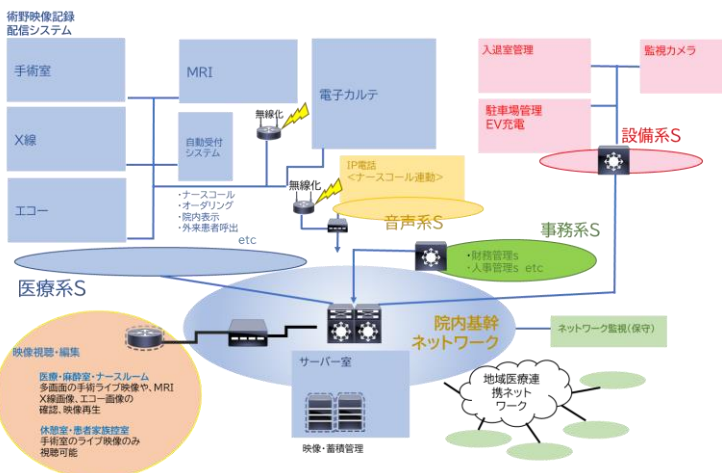 術野映像記録
配信システム
手術室
MRI
電子カルテ
入退室管理
監視カメラ
無線化
X線
自動受付
システム
駐車場管理
EV充電
設備系S
IP電話
<ナースコール連動>
無線化
・ナースコール
・オーダリング
・院内表示
・外来患者呼出
etc
エコー
音声系S
事務系S
・財務管理s
・人事管理s etc
医療系S
院内基幹
ネットワーク
ネットワーク監視(保守)
映像視聴・編集
サーバー室
医療・麻酔室・ナースルーム
多画面の手術ライブ映像や、MRI
X線画像、エコー画像の
確認、映像再生
地域医療連
携ネット
ワーク
休憩室・患者家族控室
手術室のライブ映像のみ
視聴可能
映像・蓄積管理